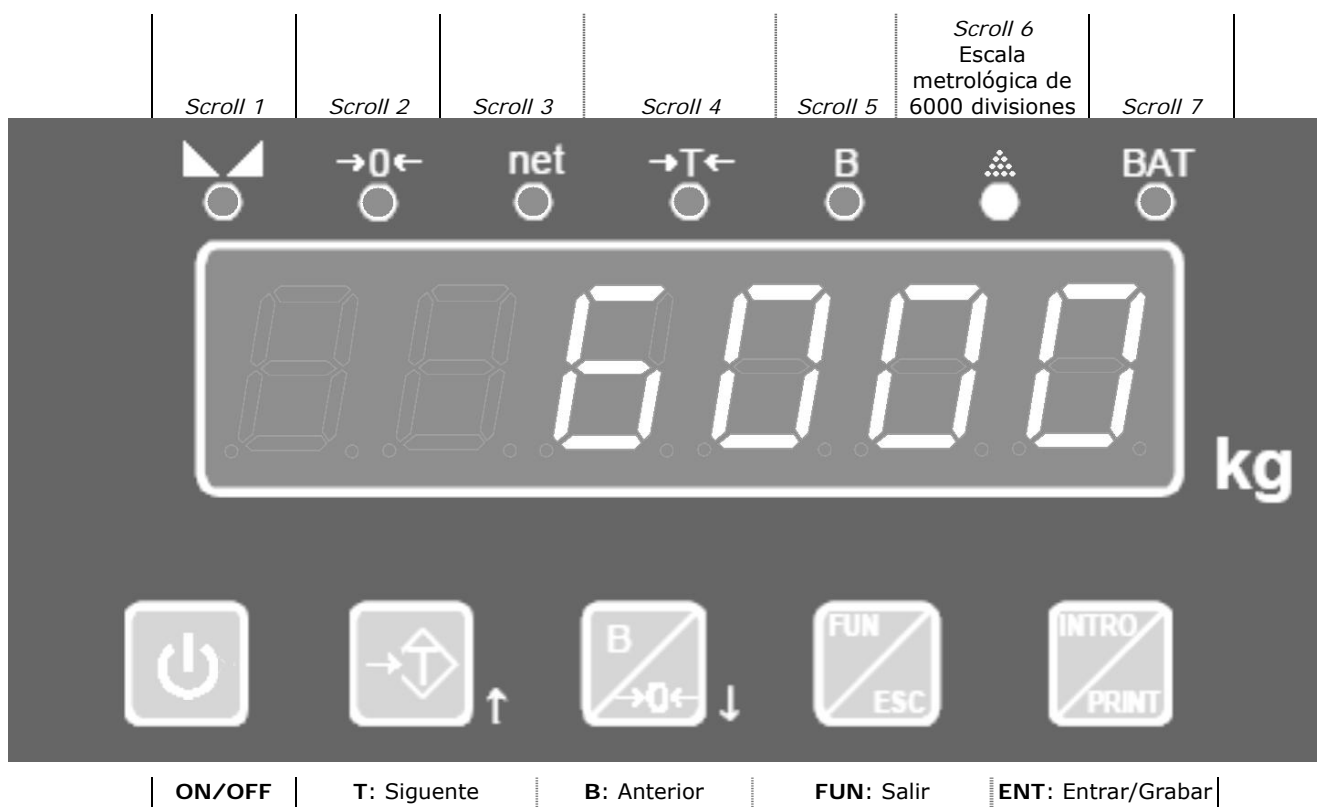 Scroll 6
Escala
metrológica de
Scroll 1 Scroll 2 Scroll 3 Scroll 4 Scroll 5 6000 divisiones Scroll 7
→0← net →T← B BAT
6000
kg
B FUN INTRO
→T ↑ →0← ↓ ESC PRINT
ON/OFF T: Siguente B: Anterior FUN: Salir ENT: Entrar/Grabar